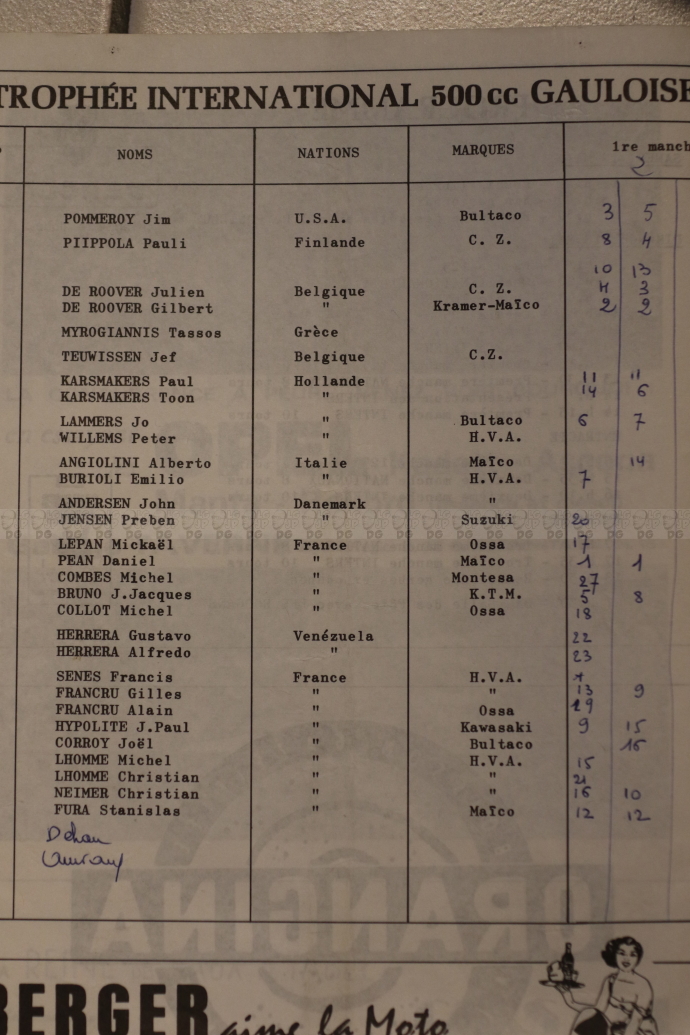 TROPHÉE INTERNATIONAL 500 cc GAULOISE
NOMS NATIONS MARQUES 1re manch
2
POMMEROY Jim U.S.A. Bultaco 3 5
PIIPPOLA Pauli Finlande C. Z. 8 4
10 13
DE ROOVER Julien Belgique C. Z. 4 3
DE ROOVER Gilbert " Kramer-Maïco 2 2
MYROGIANNIS Tassos Grèce
TEUWISSEN Jef Belgique C.Z.
KARSMAKERS Paul Hollande 11 11
KARSMAKERS Toon " 14 6
LAMMERS Jo " Bultaco 6 7
WILLEMS Peter " H.V.A.
ANGIOLINI Alberto Italie Maïco 14
BURIOLI Emilio " H.V.A. 7
ANDERSEN John Danemark "
JENSEN Preben " Suzuki 20
LEPAN Mickaël France Ossa 17
PEAN Daniel " Maïco 1 1
COMBES Michel " Montesa 27
BRUNO J.Jacques " K.T.M. 5 8
COLLOT Michel " Ossa 18
HERRERA Gustavo Venézuela 22
HERRERA Alfredo " 23
SENES Francis France H.V.A.
FRANCRU Gilles " " 13 9
FRANCRU Alain " Ossa 19
HYPOLITE J.Paul " Kawasaki 9 15
CORROY Joël " Bultaco 16
LHOMME Michel " H.V.A. 15
LHOMME Christian " " 21
NEIMER Christian " " 16 10
FURA Stanislas " Maïco 12 12
Dehan
BERGER aime la Moto